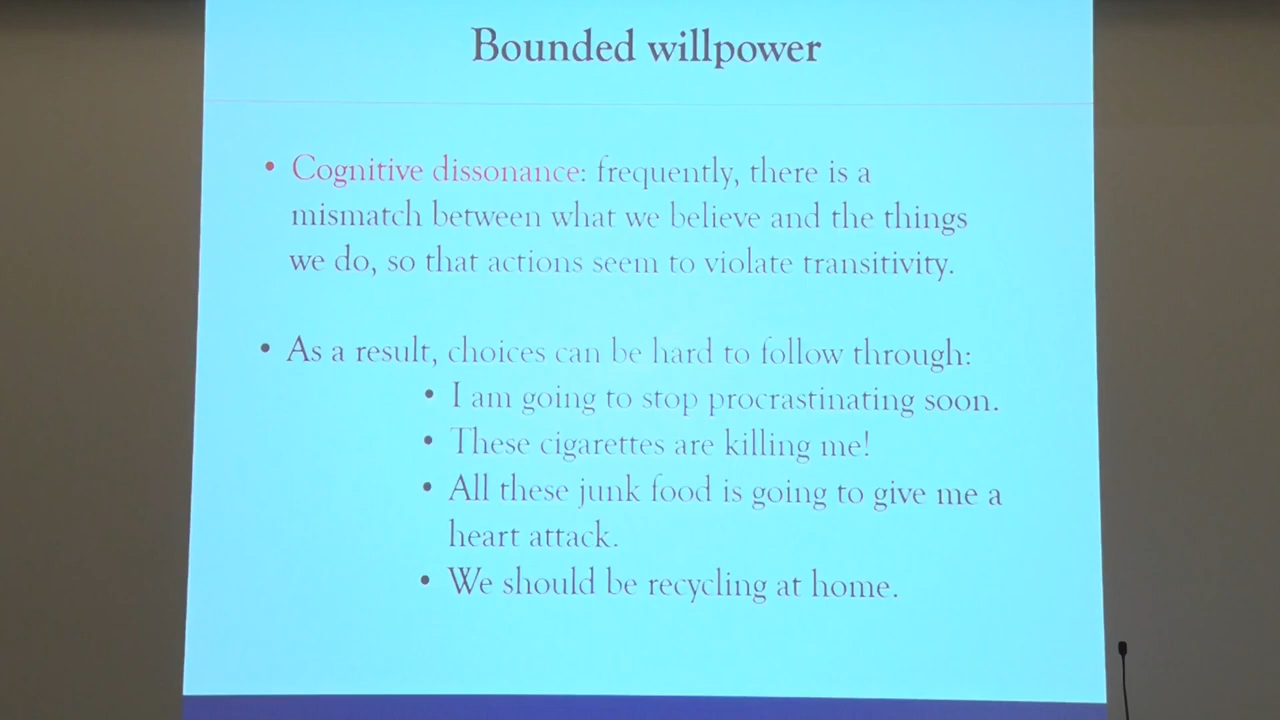 Bounded willpower
• Cognitive dissonance: frequently, there is a
mismatch between what we believe and the things
we do, so that actions seem to violate transitivity.
• As a result, choices can be hard to follow through:
• I am going to stop procrastinating soon.
• These cigarettes are killing me!
• All these junk food is going to give me a
heart attack.
• We should be recycling at home.